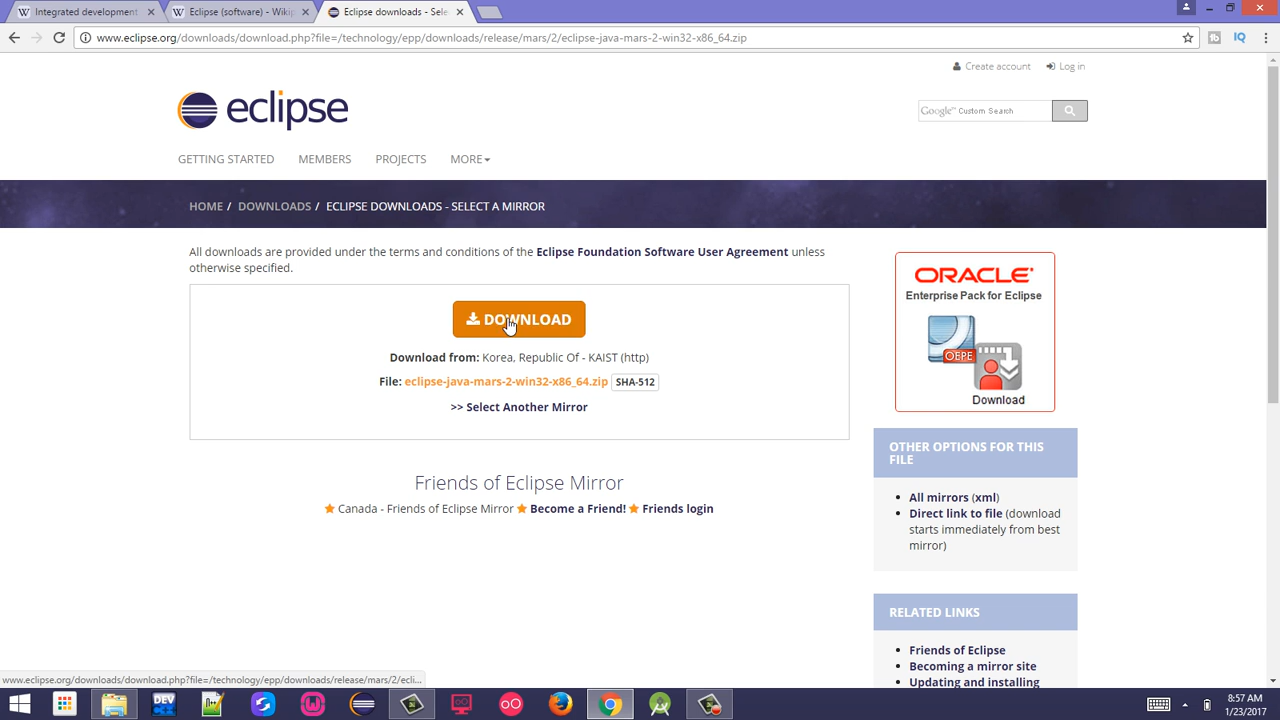 Integrated development
Eclipse (software) - Wikip
Eclipse downloads - Sele
www.eclipse.org/downloads/download.php?file=/technology/epp/downloads/release/mars/2/eclipse-java-mars-2-win32-x86_64.zip
IQ
Create account
Log in
eclipse
Google™ Custom Search
GETTING STARTED
MEMBERS
PROJECTS
MORE
HOME / DOWNLOADS / ECLIPSE DOWNLOADS - SELECT A MIRROR
All downloads are provided under the terms and conditions of the Eclipse Foundation Software User Agreement unless
otherwise specified.
DOWNLOAD
Download from: Korea, Republic Of - KAIST (http)
File: eclipse-java-mars-2-win32-x86_64.zip SHA-512
>> Select Another Mirror
Friends of Eclipse Mirror
Canada - Friends of Eclipse Mirror Become a Friend! Friends login
ORACLE
Enterprise Pack for Eclipse
OEPE
Download
OTHER OPTIONS FOR THIS
FILE
All mirrors (xml)
Direct link to file (download
starts immediately from best
mirror)
RELATED LINKS
Friends of Eclipse
Becoming a mirror site
Updating and installing
www.eclipse.org/downloads/download.php?file=/technology/epp/downloads/release/mars/2/ecli...
DEV
8:57 AM
1/23/2017